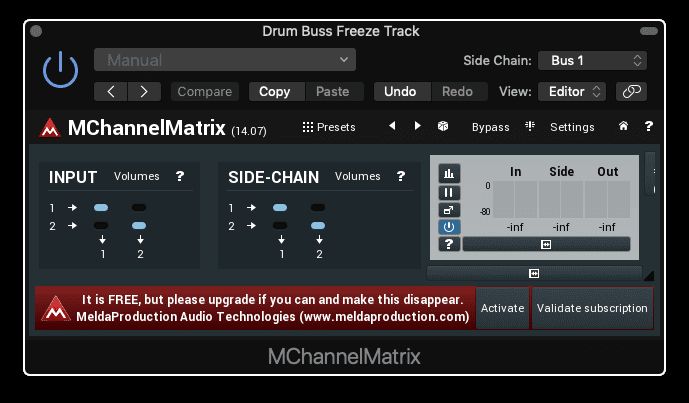 Drum Buss Freeze Track
Manual
Side Chain: Bus 1
Compare Copy Paste Undo Redo View: Editor
MChannelMatrix (14.07) Presets Bypass Settings ?
INPUT Volumes ?
1
2
1 2
SIDE-CHAIN Volumes ?
1
2
1 2
In Side Out
0
-80
-inf -inf -inf
?
It is FREE, but please upgrade if you can and make this disappear.
MeldaProduction Audio Technologies (www.meldaproduction.com)
Activate
Validate subscription
MChannelMatrix